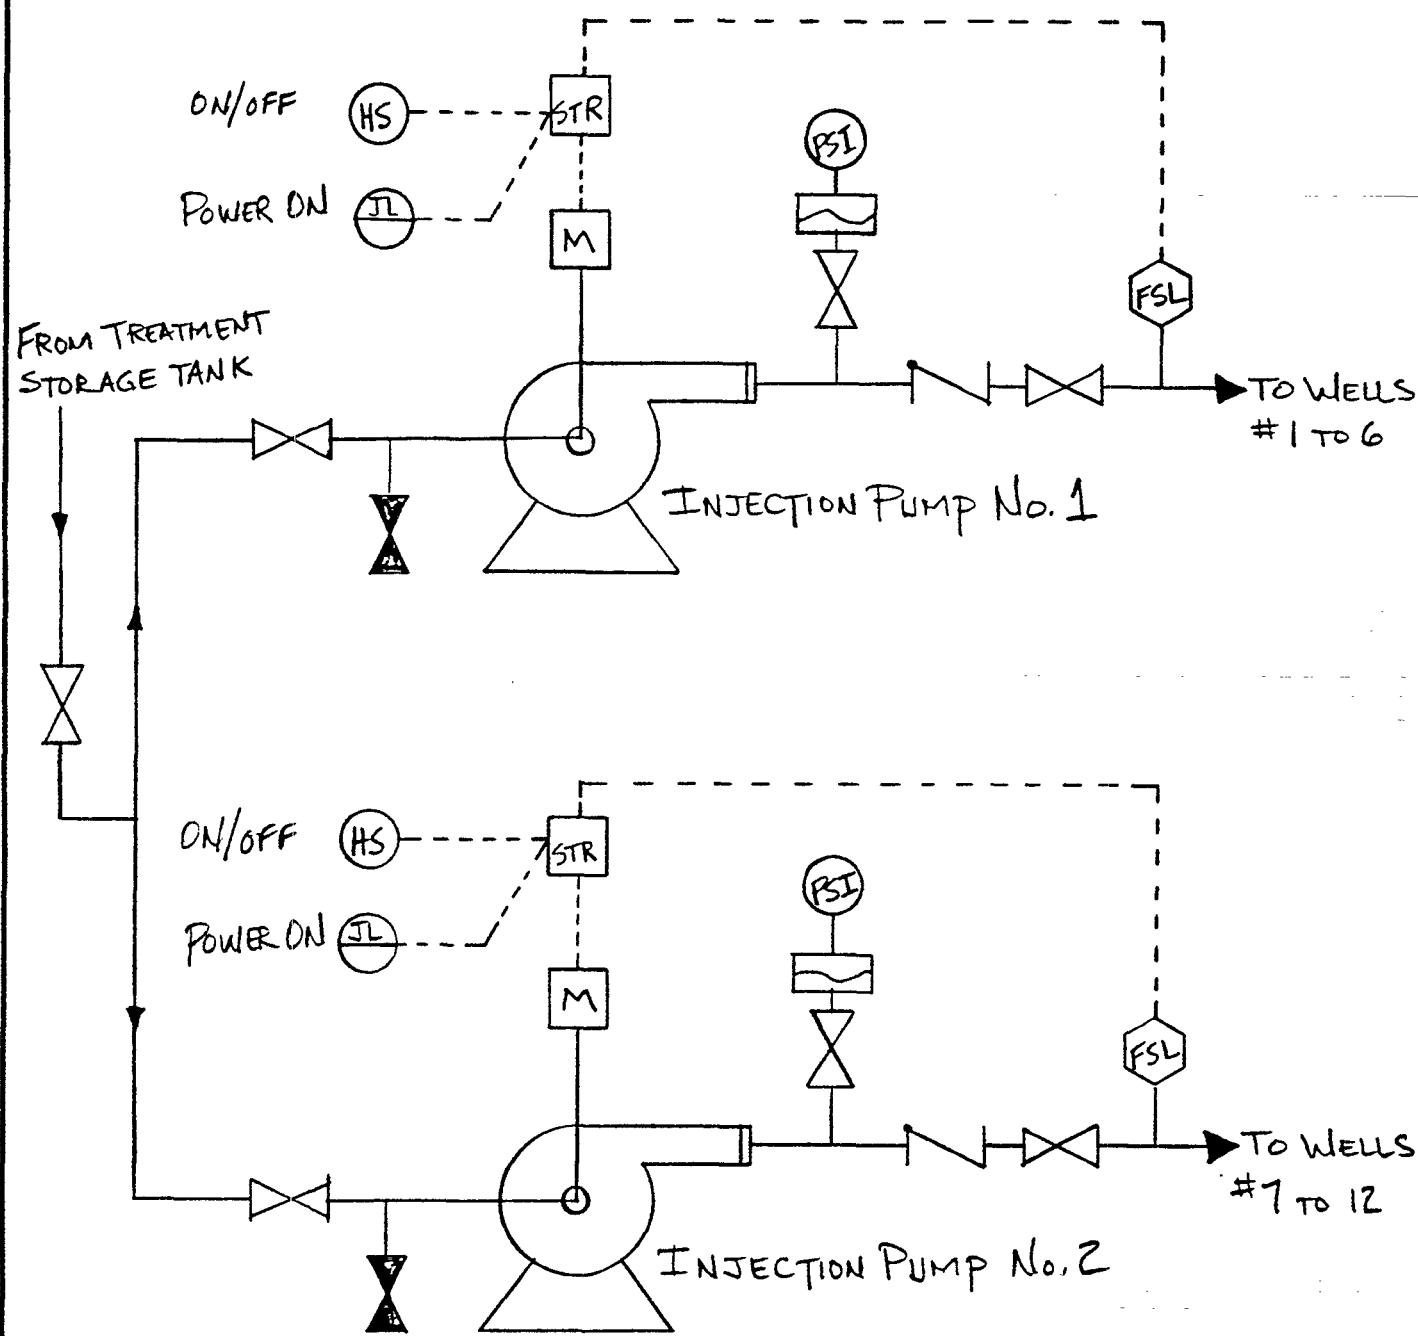 ON/OFF
HS
STR
PSI
POWER ON
JL
M
FSL
FROM TREATMENT
STORAGE TANK
TO WELLS
#1 TO 6
INJECTION PUMP No. 1
ON/OFF
HS
STR
PSI
POWER ON
JL
M
FSL
TO WELLS
#7 TO 12
INJECTION PUMP No. 2